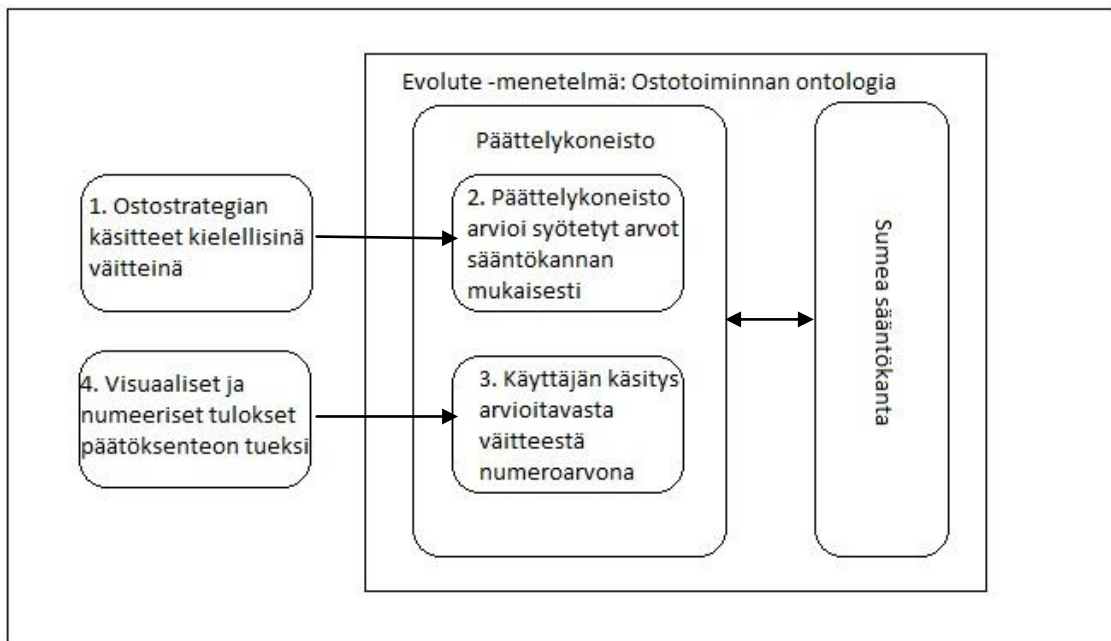 Evolute -menetelmä: Ostotoiminnan ontologia
Päättelykoneisto
1. Ostostrategian
käsitteet kielellisinä
väitteinä
2. Päättelykoneisto
arvioi syötetyt arvot
sääntökannan
mukaisesti
4. Visuaaliset ja
numeeriset tulokset
päätöksenteon tueksi
3. Käyttäjän käsitys
arvioitavasta
väitteestä
numeroarvona
Sumea sääntökanta